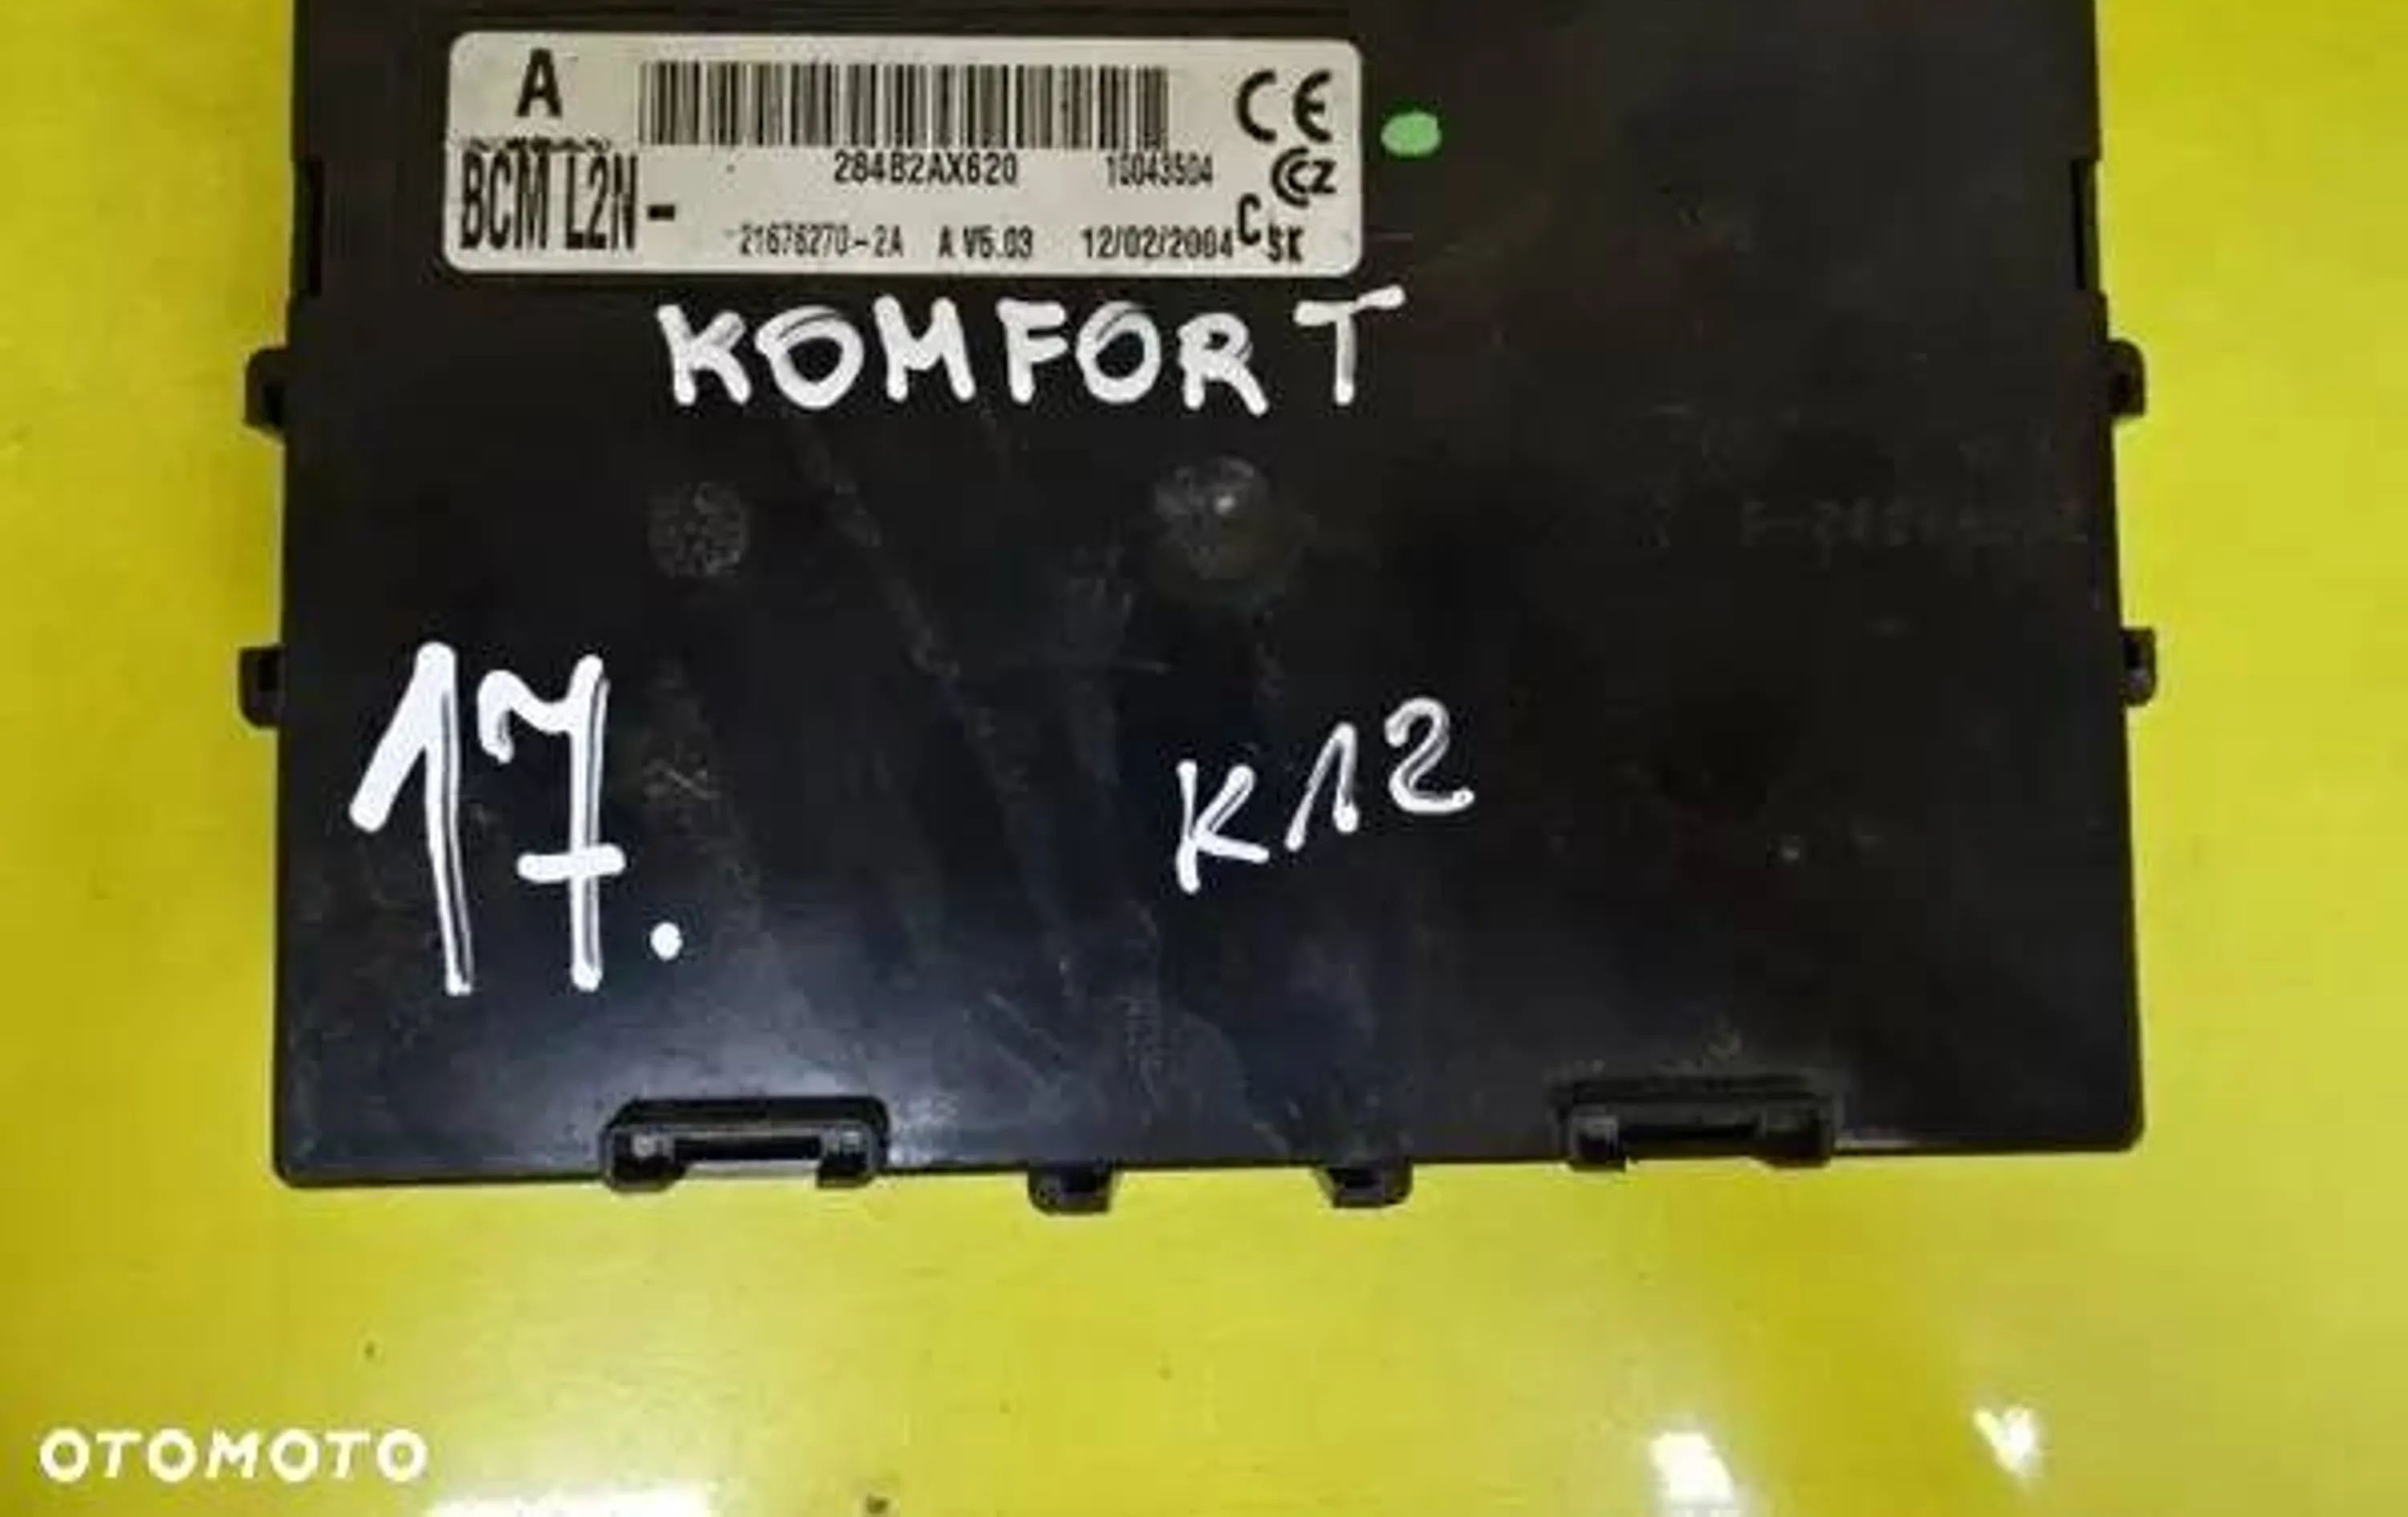 A
CE
284B2AX620 10043504 CZ
BCM L2N-
21676270-2A A V5.03 12/02/2004 C SK
KOMFORT
17.
K12
OTOMOTO